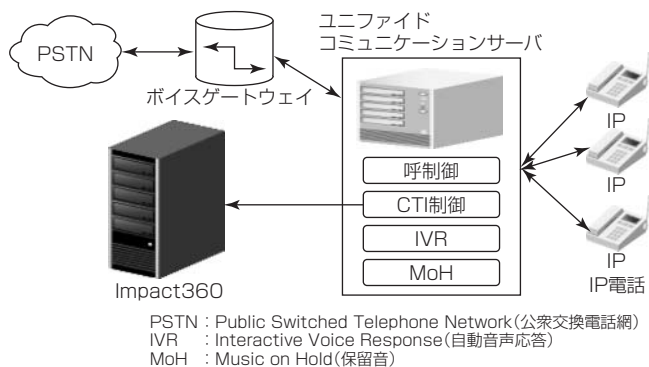 PSTN
ボイスゲートウェイ
ユニファイド
コミュニケーションサーバ
呼制御
CTI制御
IVR
MoH
Impact360
IP
IP
IP
IP電話
PSTN：Public Switched Telephone Network(公衆交換電話網)
IVR ：Interactive Voice Response(自動音声応答)
MoH ：Music on Hold(保留音)